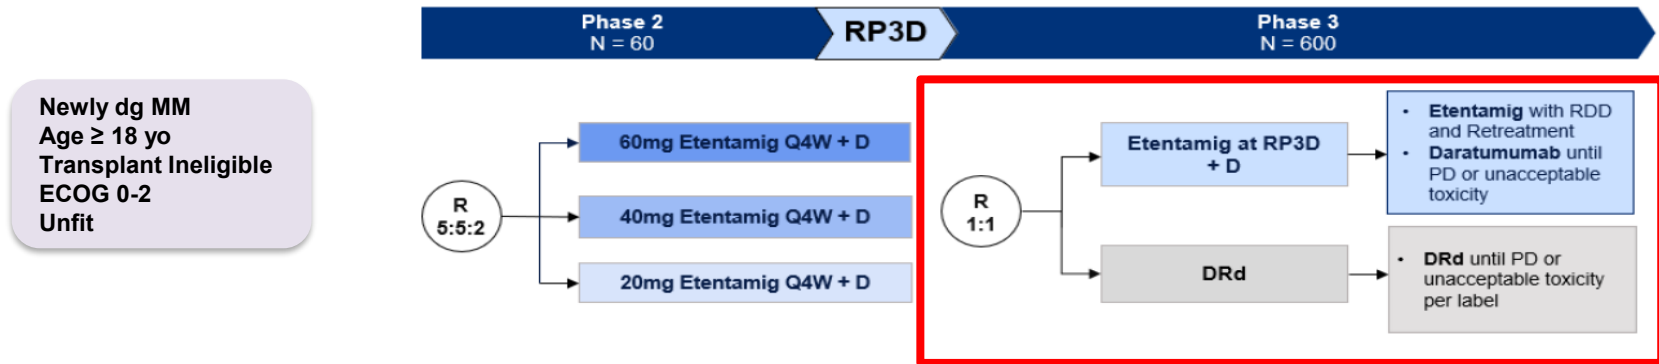 Phase 2
N = 60
RP3D
Phase 3
N = 600
Newly dg MM
Age ≥ 18 yo
Transplant Ineligible
ECOG 0-2
Unfit
R
5:5:2
60mg Etentamig Q4W + D
40mg Etentamig Q4W + D
20mg Etentamig Q4W + D
R
1:1
Etentamig at RP3D
+ D
• Etentamig with RDD
and Retreatment
• Daratumumab until
PD or unacceptable
toxicity
DRd
• DRd until PD or
unacceptable toxicity
per label